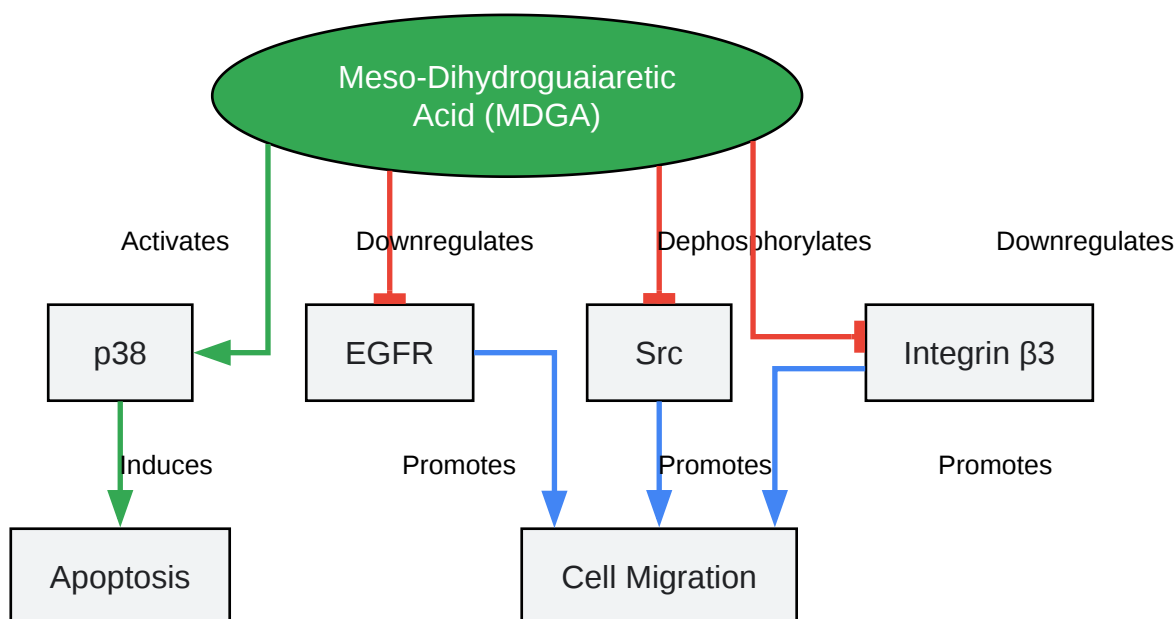 Meso-Dihydroguaiaretic
Acid (MDGA)
Activates
Downregulates
Dephosphorylates
Downregulates
p38
EGFR
Src
Integrin β3
Induces
Promotes
Promotes
Promotes
Apoptosis
Cell Migration